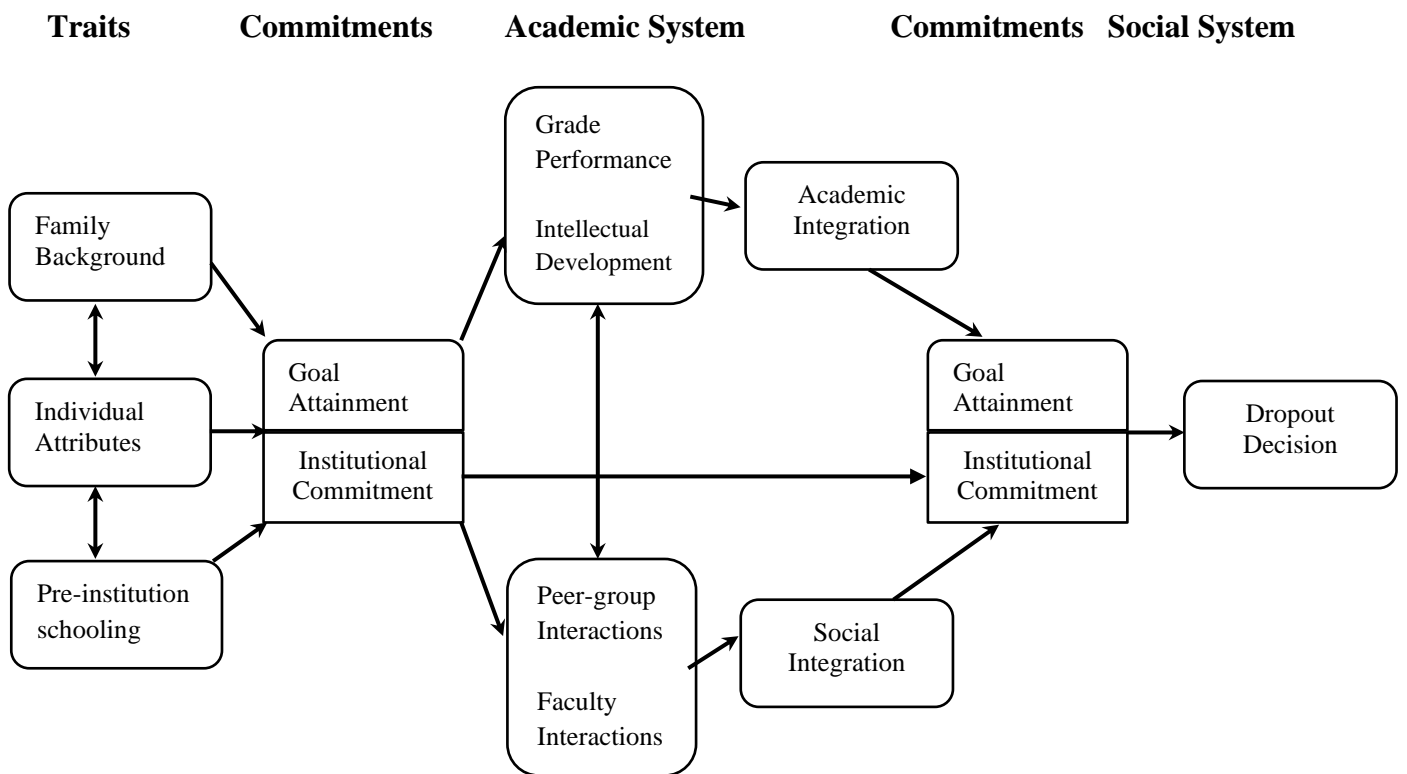 Traits Commitments Academic System Commitments Social System
Grade
Performance
Intellectual
Development
Academic
Integration
Family
Background
Goal
Attainment
Institutional
Commitment
Individual
Attributes
Goal
Attainment
Institutional
Commitment
Dropout
Decision
Pre-institution
schooling
Peer-group
Interactions
Faculty
Interactions
Social
Integration